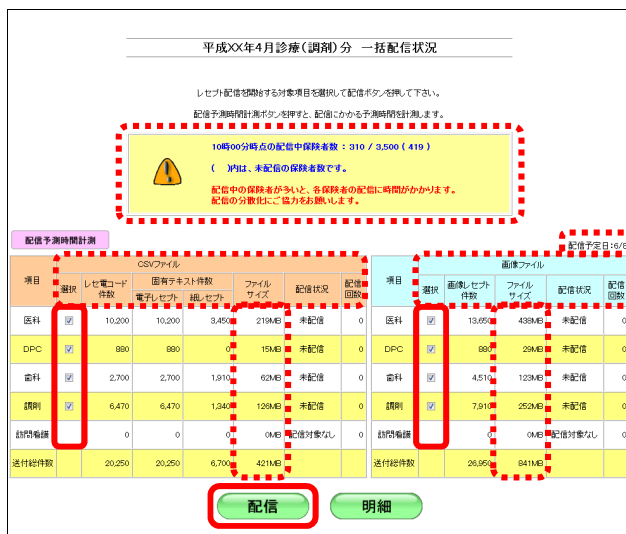 平成XX年4月診療(調剤)分 一括配信状況
レセプト配信を開始する対象項目を選択して配信ボタンを押して下さい。
配信予測時間計測ボタンを押すと、配信にかかる予測時間を計測します。
10時00分時点の配信中保険者数 : 310 / 3,500 ( 419 )
( )内は、未配信の保険者数です。
配信中の保険者が多いと、各保険者の配信に時間がかかります。
配信の分散化にご協力をお願いします。
配信予測時間計測
配信予定日:6/8
項目 CSVファイル
選択 レセ電コード件数 固有テキスト件数 電子レセプト 紙レセプト ファイルサイズ 配信状況 配信回数
医科 10,200 10,200 3,450 219MB 未配信 0
DPC 880 880 0 15MB 未配信 0
歯科 2,700 2,700 1,910 62MB 未配信 0
調剤 6,470 6,470 1,340 126MB 未配信 0
訪問看護 0 0 0 0MB 配信対象なし 0
送付総件数 20,250 20,250 6,700 421MB
項目 画像ファイル
選択 画像レセプト件数 ファイルサイズ 配信状況 配信回数
医科 13,650 438MB 未配信 0
DPC 880 29MB 未配信 0
歯科 4,510 123MB 未配信 0
調剤 7,910 252MB 未配信 0
訪問看護 0 0MB 配信対象なし 0
送付総件数 26,950 841MB
配信
明細